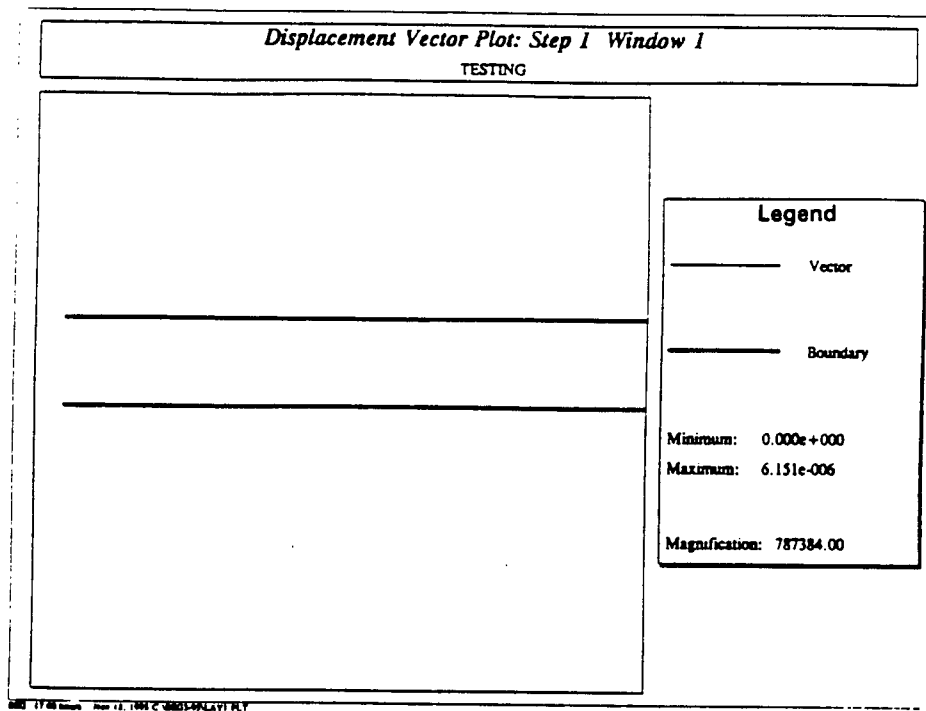 Displacement Vector Plot: Step 1 Window 1
TESTING
Legend
Vector
Boundary
Minimum: 0.000e+000
Maximum: 6.151e-006
Magnification: 787384.00